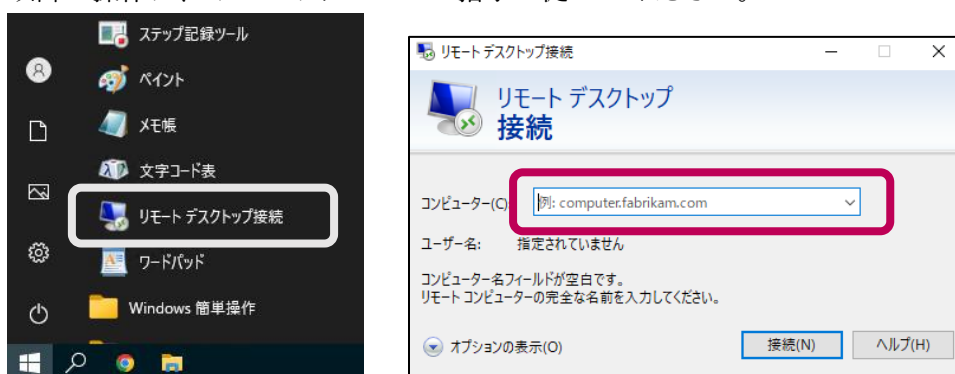 ステップ記録ツール
ペイント
メモ帳
文字コード表
リモート デスクトップ接続
ワードパッド
Windows 簡単操作
リモート デスクトップ接続
リモート デスクトップ
接続
コンピューター(C):
例: computer.fabrikam.com
ユーザー名: 指定されていません
コンピューター名フィールドが空白です。
リモート コンピューターの完全な名前を入力してください。
オプションの表示(O)
接続(N)
ヘルプ(H)